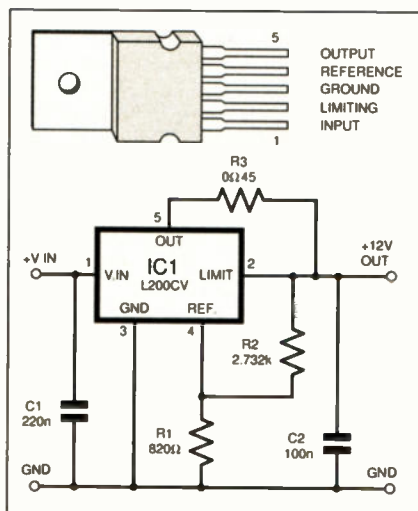 5
OUTPUT
REFERENCE
GROUND
LIMITING
INPUT
1
R3
0Ω45
5
OUT
+V IN
1
V.IN
IC1
L200CV
LIMIT
2
+12V
OUT
GND
REF.
3
4
R2
2.732k
C1
220n
R1
820Ω
C2
100n
GND
GND